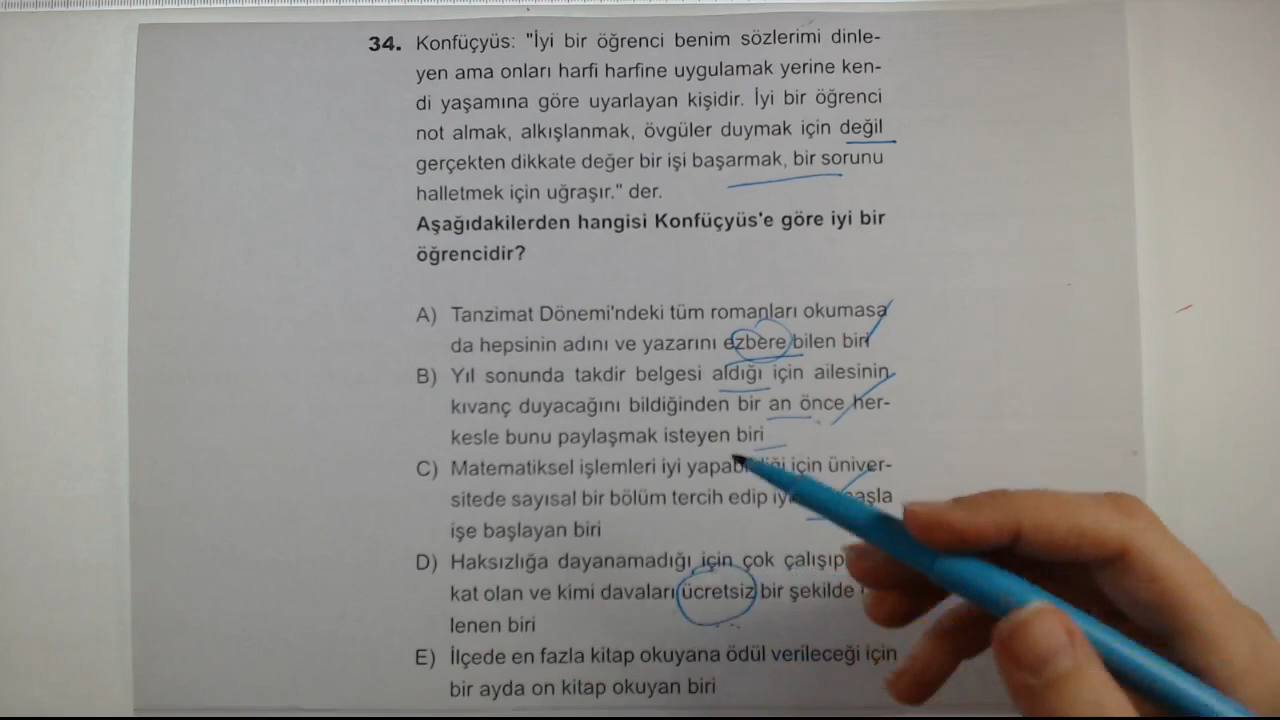 34. Konfüçyüs: "İyi bir öğrenci benim sözlerimi dinle-
yen ama onları harfi harfine uygulamak yerine ken-
di yaşamına göre uyarlayan kişidir. İyi bir öğrenci
not almak, alkışlanmak, övgüler duymak için değil
gerçekten dikkate değer bir işi başarmak, bir sorunu
halletmek için uğraşır." der.
Aşağıdakilerden hangisi Konfüçyüs'e göre iyi bir
öğrencidir?
A) Tanzimat Dönemi'ndeki tüm romanları okumasa
da hepsinin adını ve yazarını ezbere bilen biri
B) Yıl sonunda takdir belgesi aldığı için ailesinin
kıvanç duyacağını bildiğinden bir an önce her-
kesle bunu paylaşmak isteyen biri
C) Matematiksel işlemleri iyi yapabildiği için üniver-
sitede sayısal bir bölüm tercih edip
işe başlayan biri
D) Haksızlığa dayanamadığı için çok çalışıp
kat olan ve kimi davaları ücretsiz bir şekilde
lenen biri
E) İlçede en fazla kitap okuyana ödül verileceği için
bir ayda on kitap okuyan biri